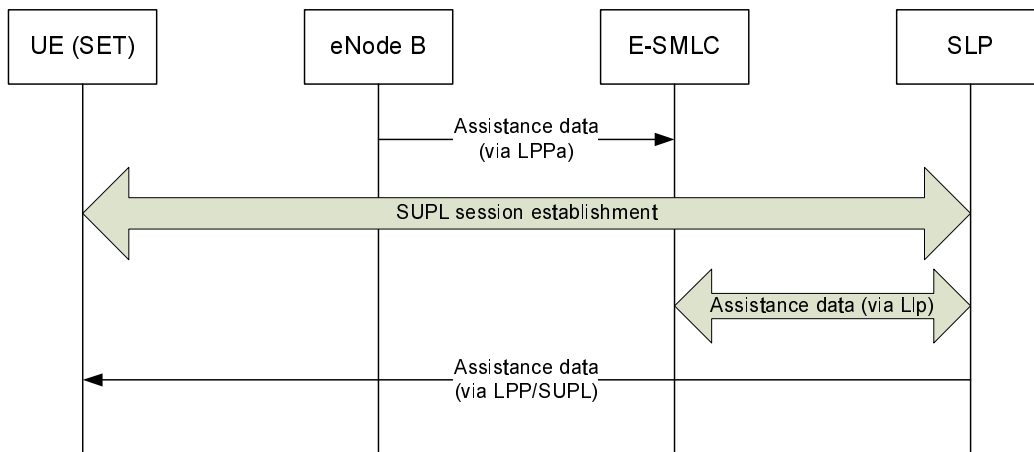 UE (SET)
eNode B
E-SMLC
SLP
Assistance data
(via LPPa)
SUPL session establishment
Assistance data (via Llp)
Assistance data
(via LPP/SUPL)